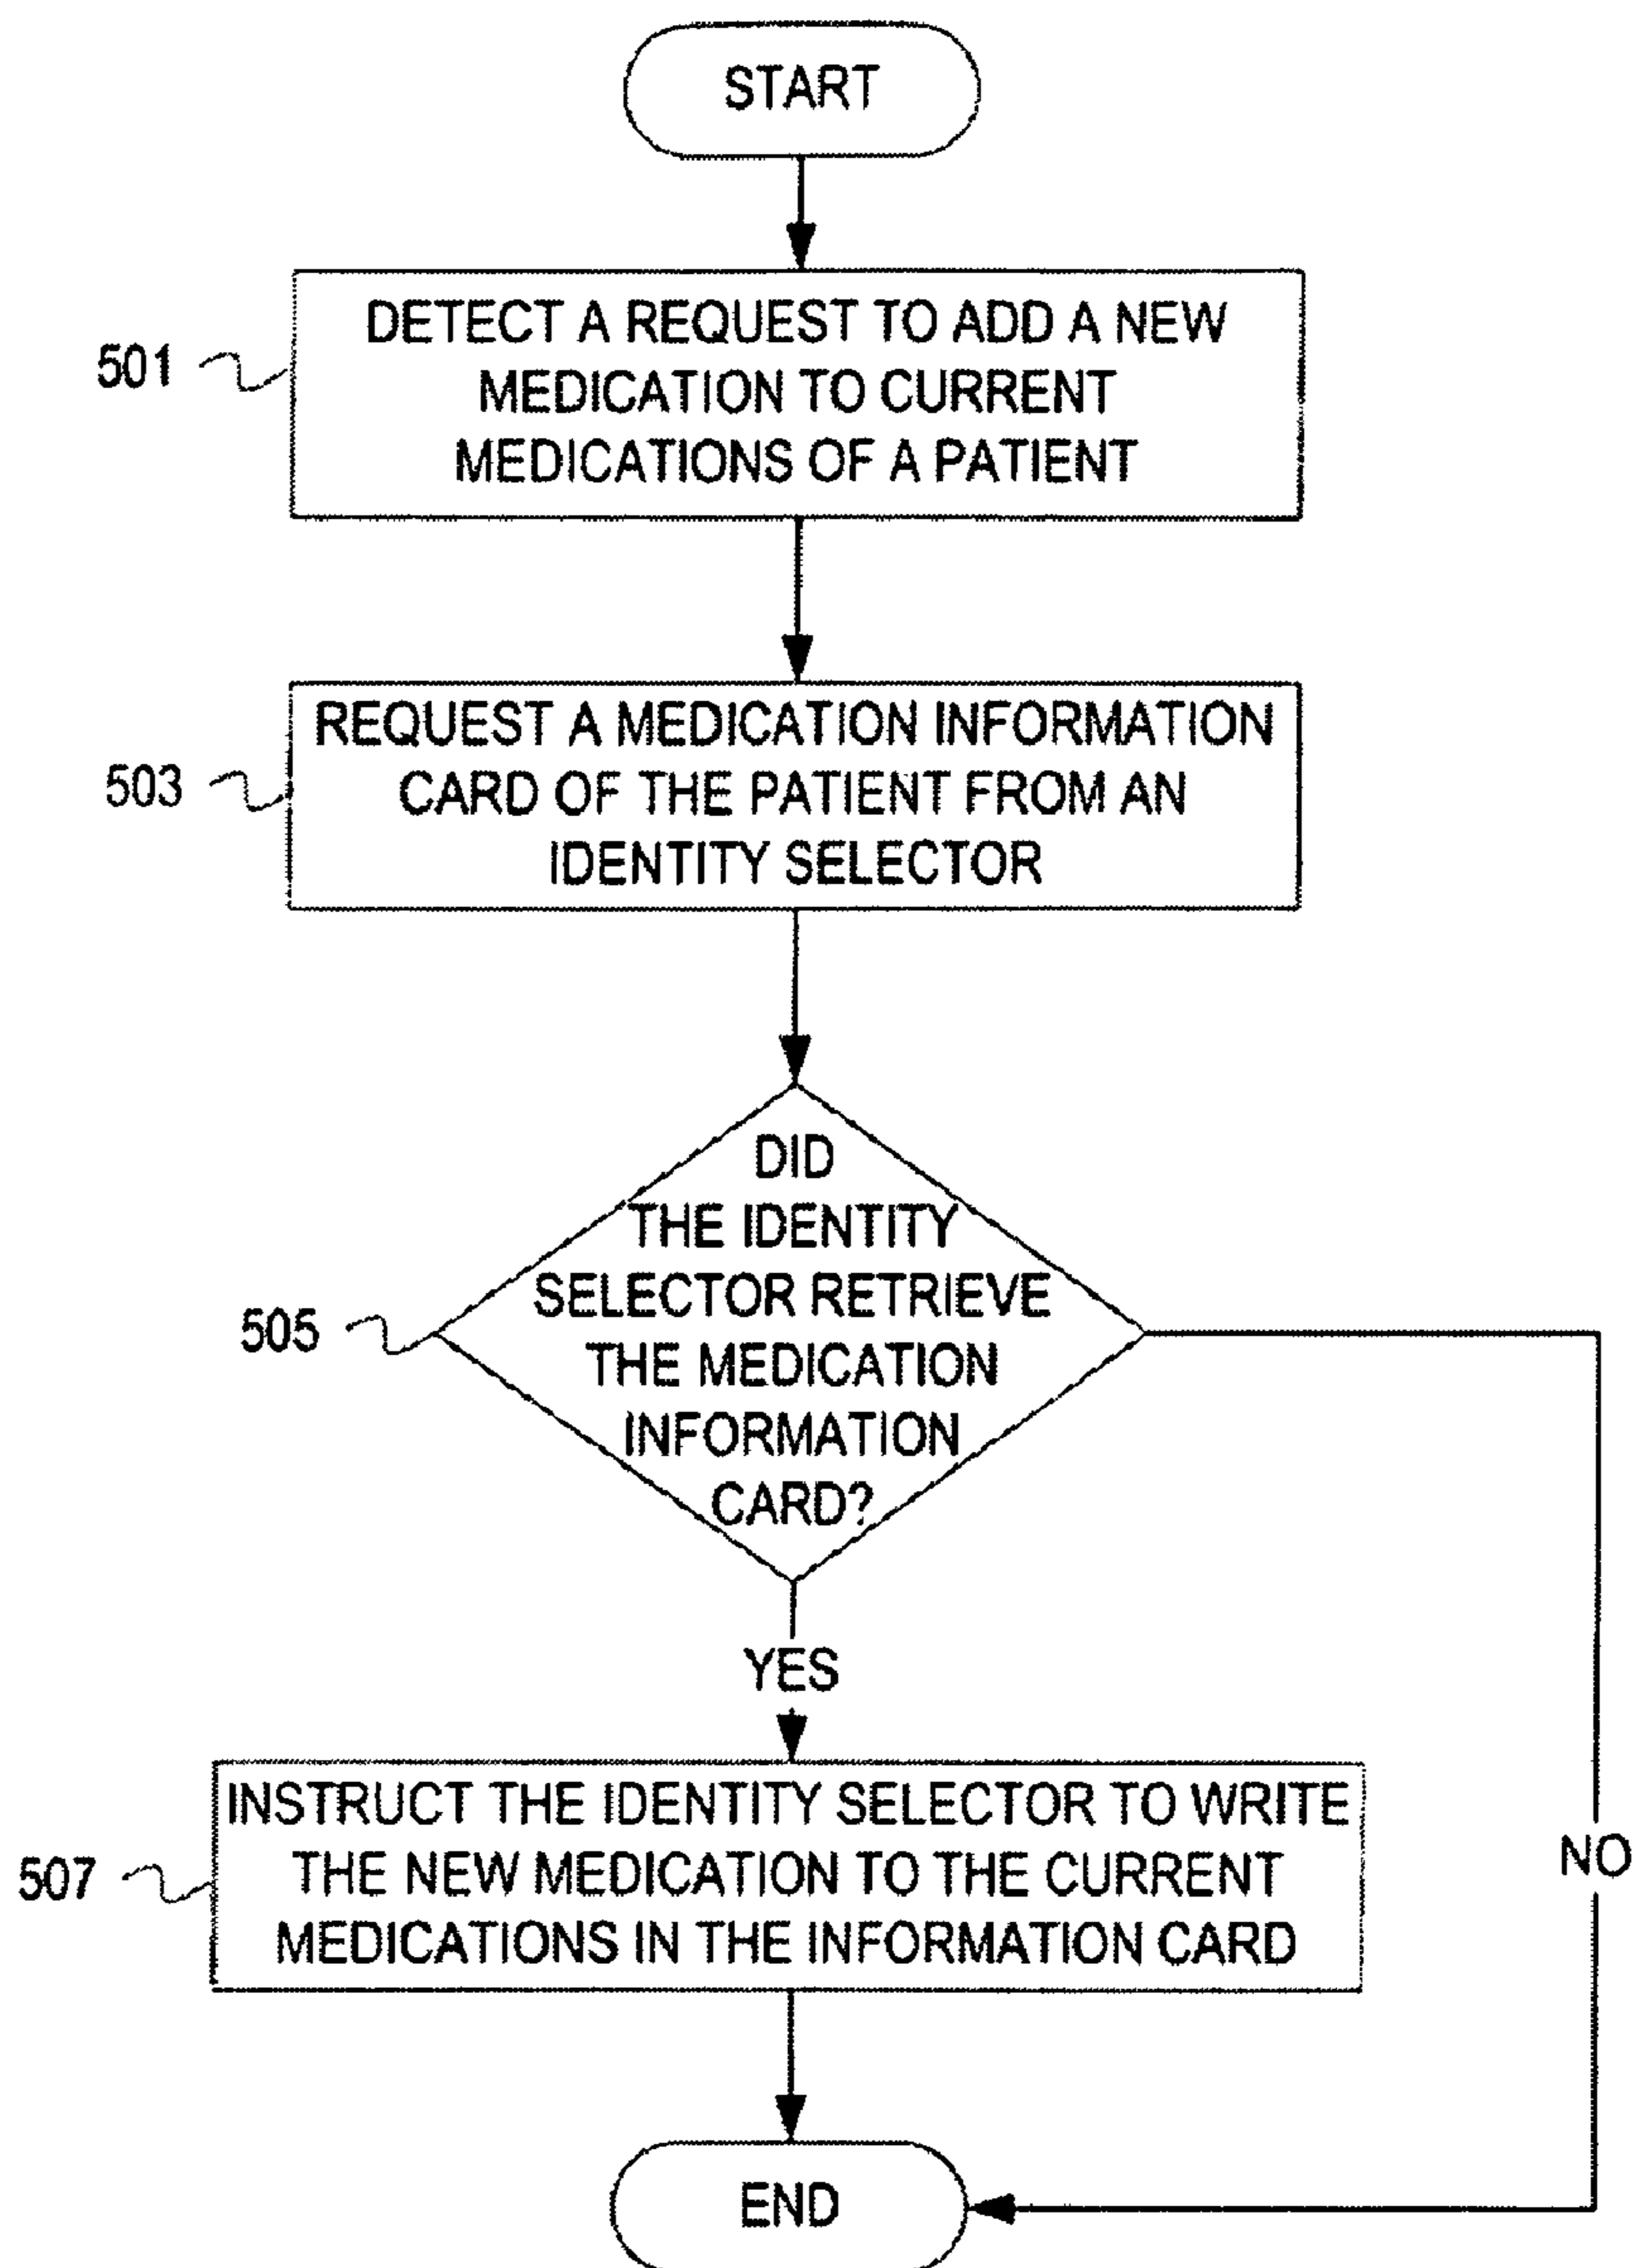 START
DETECT A REQUEST TO ADD A NEW
MEDICATION TO CURRENT
MEDICATIONS OF A PATIENT
501
REQUEST A MEDICATION INFORMATION
CARD OF THE PATIENT FROM AN
IDENTITY SELECTOR
503
DID
THE IDENTITY
SELECTOR RETRIEVE
THE MEDICATION
INFORMATION
CARD?
505
YES
INSTRUCT THE IDENTITY SELECTOR TO WRITE
THE NEW MEDICATION TO THE CURRENT
MEDICATIONS IN THE INFORMATION CARD
507
NO
END